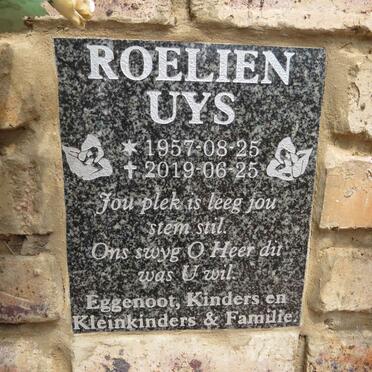 ROELIEN
UYS
* 1957-08-25
✝ 2019-06-25
Jou plek is leeg jou
stem stil.
Ons swyg O Heer dit
was U wil.
Eggenoot, Kinders en
Kleinkinders & Familie.